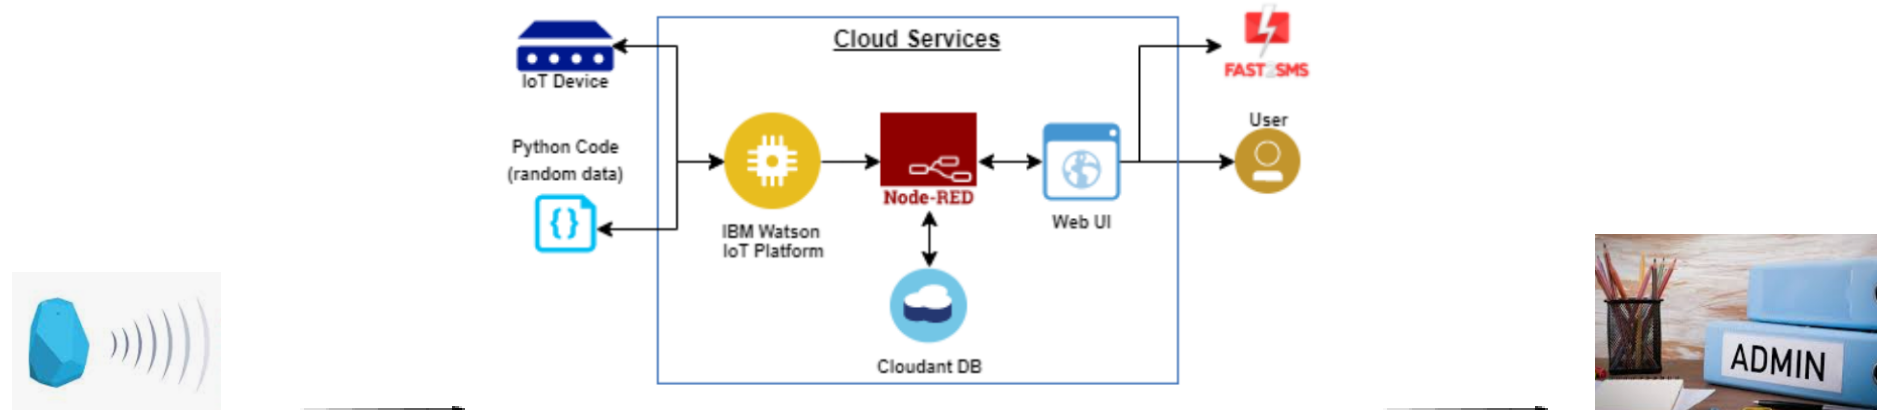 Cloud Services
IoT Device
FAST2SMS
Python Code
(random data)
User
Node-RED
IBM Watson
IoT Platform
Web UI
Cloudant DB
ADMIN